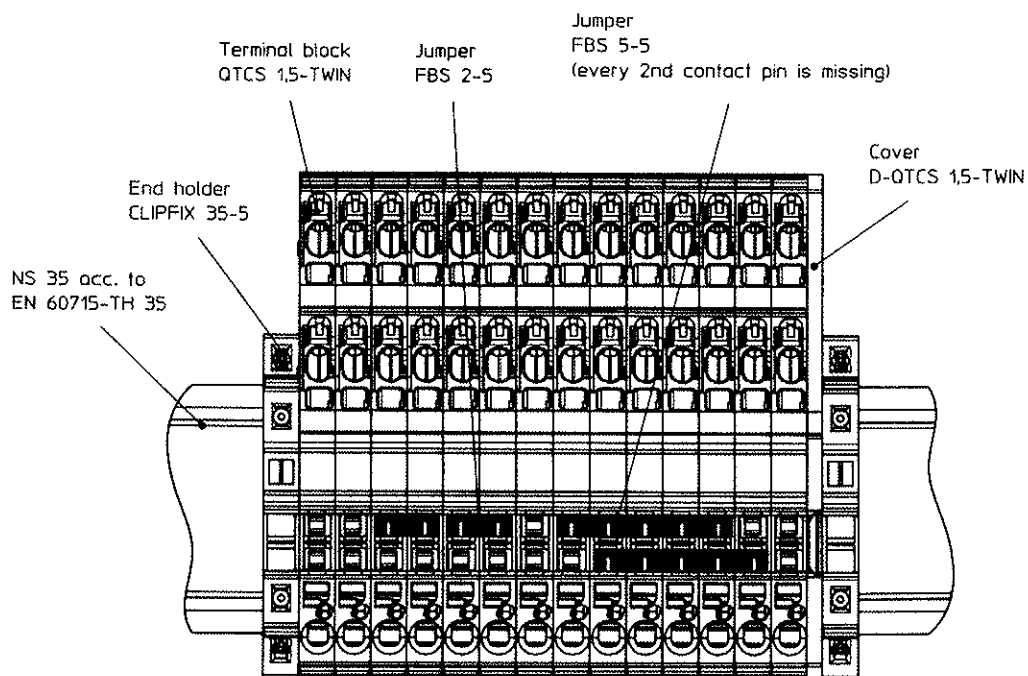 Jumper
FBS 5-5
(every 2nd contact pin is missing)
Terminal block
QTCS 1,5-TWIN
Jumper
FBS 2-5
Cover
D-QTCS 1,5-TWIN
End holder
CLIPFIX 35-5
NS 35 acc. to
EN 60715-TH 35